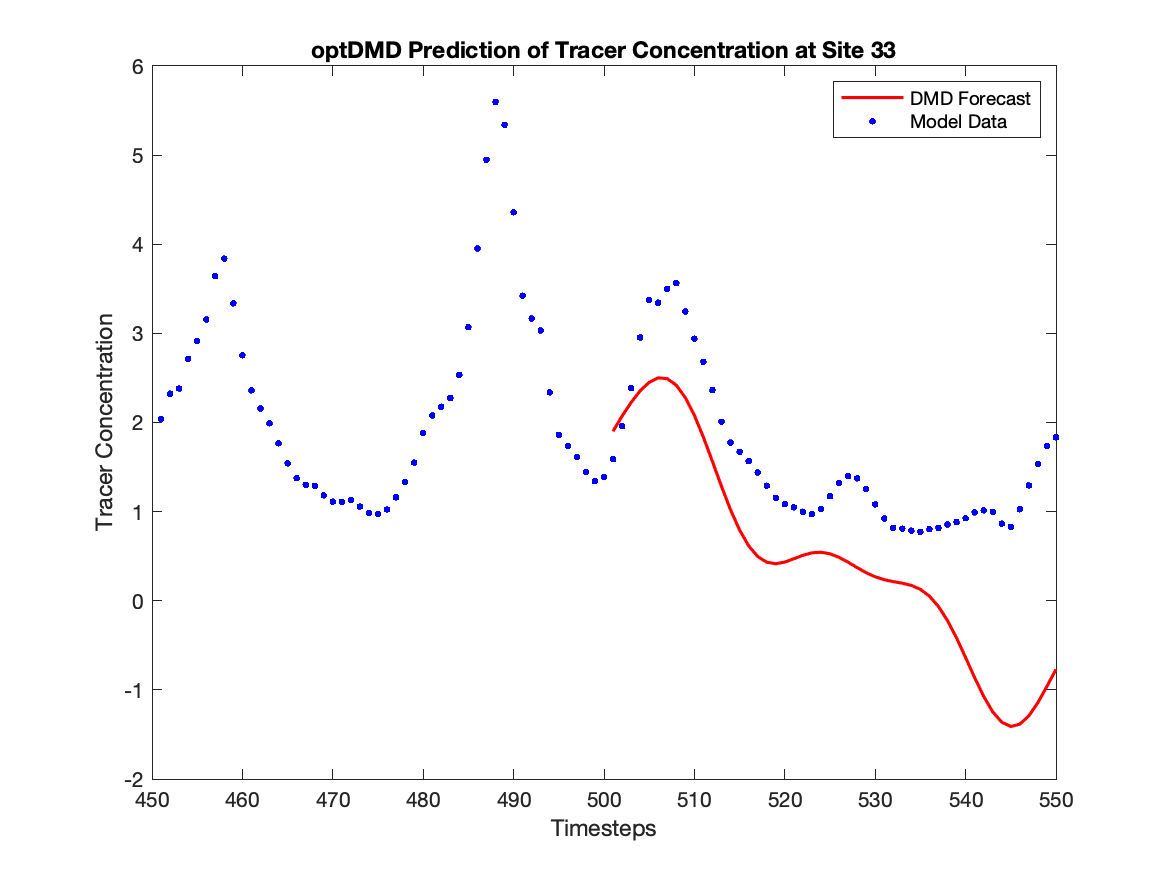 optDMD Prediction of Tracer Concentration at Site 33
DMD Forecast
Model Data
Tracer Concentration
6
5
4
3
2
1
0
-1
-2
450 460 470 480 490 500 510 520 530 540 550
Timesteps